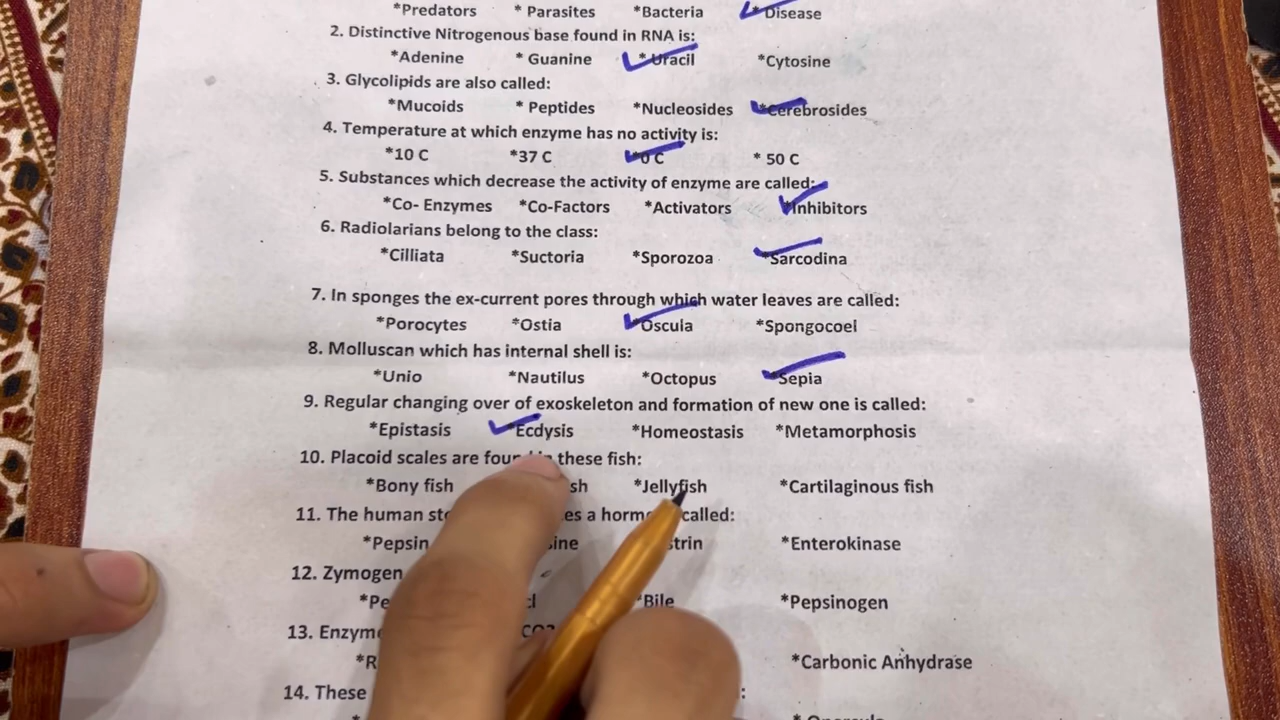 *Predators * Parasites *Bacteria * Disease
2. Distinctive Nitrogenous base found in RNA is:
*Adenine * Guanine * Uracil *Cytosine
3. Glycolipids are also called:
*Mucoids * Peptides *Nucleosides *Cerebrosides
4. Temperature at which enzyme has no activity is:
*10 C *37 C *0 C * 50 C
5. Substances which decrease the activity of enzyme are called:
*Co- Enzymes *Co-Factors *Activators *Inhibitors
6. Radiolarians belong to the class:
*Cilliata *Suctoria *Sporozoa *Sarcodina
7. In sponges the ex-current pores through which water leaves are called:
*Porocytes *Ostia *Oscula *Spongocoel
8. Molluscan which has internal shell is:
*Unio *Nautilus *Octopus *Sepia
9. Regular changing over of exoskeleton and formation of new one is called:
*Epistasis *Ecdysis *Homeostasis *Metamorphosis
10. Placoid scales are found in these fish:
*Bony fish *Jellyfish *Cartilaginous fish
11. The human a called:
*Pepsin *Enterokinase
12. Zymogen
*Bile *Pepsinogen
13.
*Carbonic Anhydrase
14. These